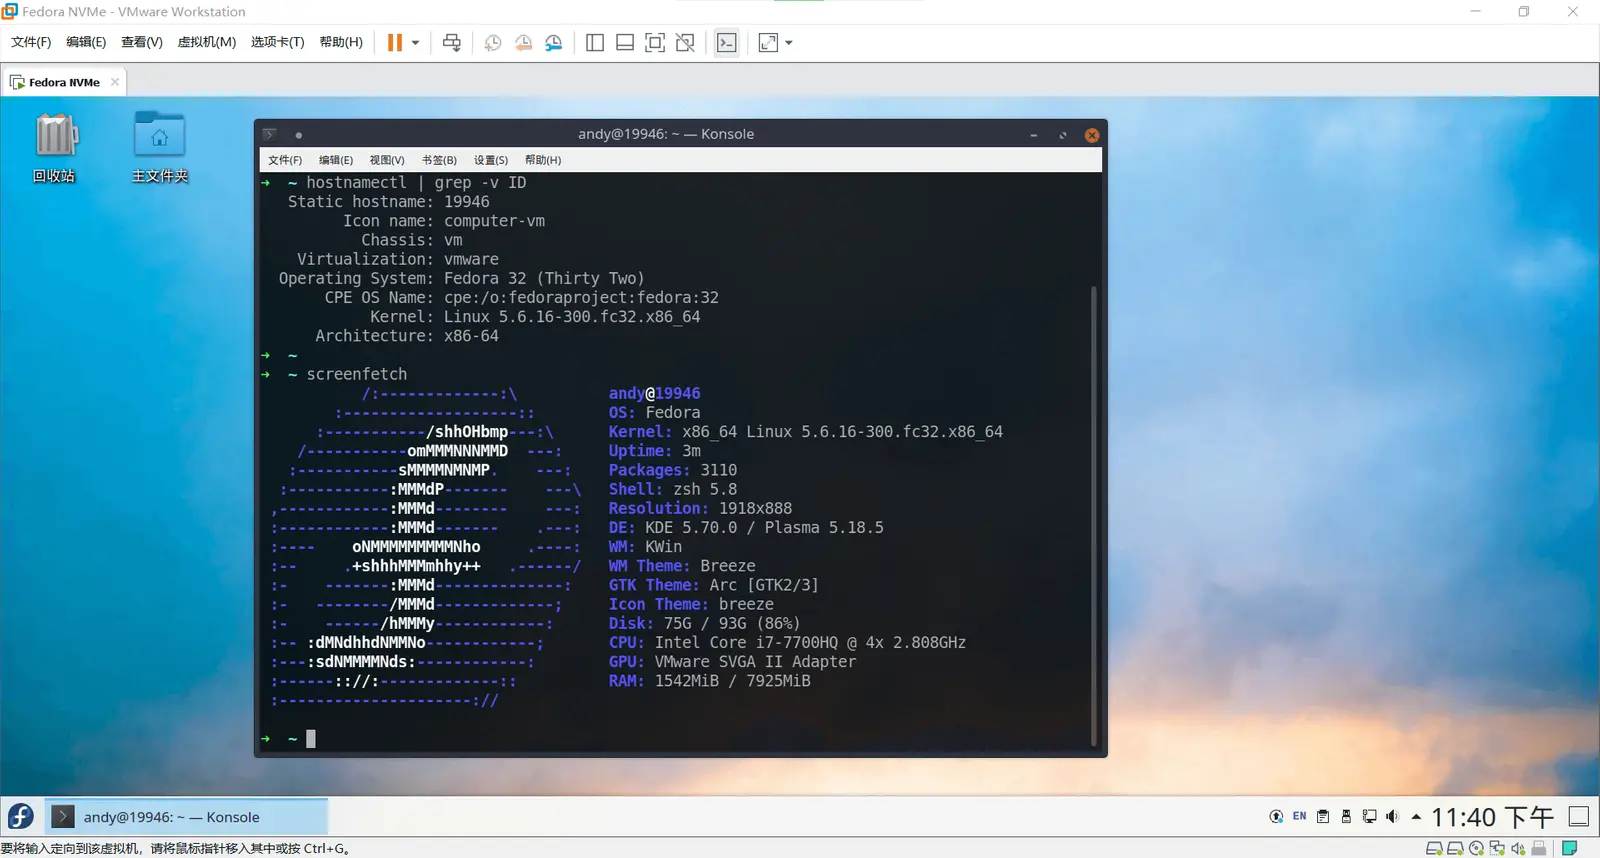 Fedora NVMe - VMware Workstation
文件(F) 编辑(E) 查看(V) 虚拟机(M) 选项卡(T) 帮助(H)
Fedora NVMe
回收站
主文件夹
andy@19946: ~ — Konsole
文件(F) 编辑(E) 视图(V) 书签(B) 设置(S) 帮助(H)
➜ ~ hostnamectl | grep -v ID
Static hostname: 19946
Icon name: computer-vm
Chassis: vm
Virtualization: vmware
Operating System: Fedora 32 (Thirty Two)
CPE OS Name: cpe:/o:fedoraproject:fedora:32
Kernel: Linux 5.6.16-300.fc32.x86_64
Architecture: x86-64
➜ ~
➜ ~ screenfetch
/:-------------:\ andy@19946
:-------------------:: OS: Fedora
:-----------/shhOHbmp---:\ Kernel: x86_64 Linux 5.6.16-300.fc32.x86_64
/-----------omMMMNNNMMD ---: Uptime: 3m
:-----------sMMMMNMNMP. ---: Packages: 3110
:-----------:MMMdP------- ---\ Shell: zsh 5.8
,------------:MMMd-------- ---: Resolution: 1918x888
:------------:MMMd------- .---: DE: KDE 5.70.0 / Plasma 5.18.5
:---- oNMMMMMMMMMNho .----: WM: KWin
:-- .+shhhMMMmhhy++ .------/ WM Theme: Breeze
:- -------:MMMd--------------: GTK Theme: Arc [GTK2/3]
:- --------/MMMd-------------; Icon Theme: breeze
:- ------/hMMMy------------: Disk: 75G / 93G (86%)
:-- :dMNdhhdNMMNo------------; CPU: Intel Core i7-7700HQ @ 4x 2.808GHz
:---:sdNMMMMNds:------------: GPU: VMware SVGA II Adapter
:------:://:-------------:: RAM: 1542MiB / 7925MiB
:---------------------://
➜ ~
andy@19946: ~ — Konsole
EN
11:40 下午
要将输入定向到该虚拟机，请将鼠标指针移入其中或按 Ctrl+G。